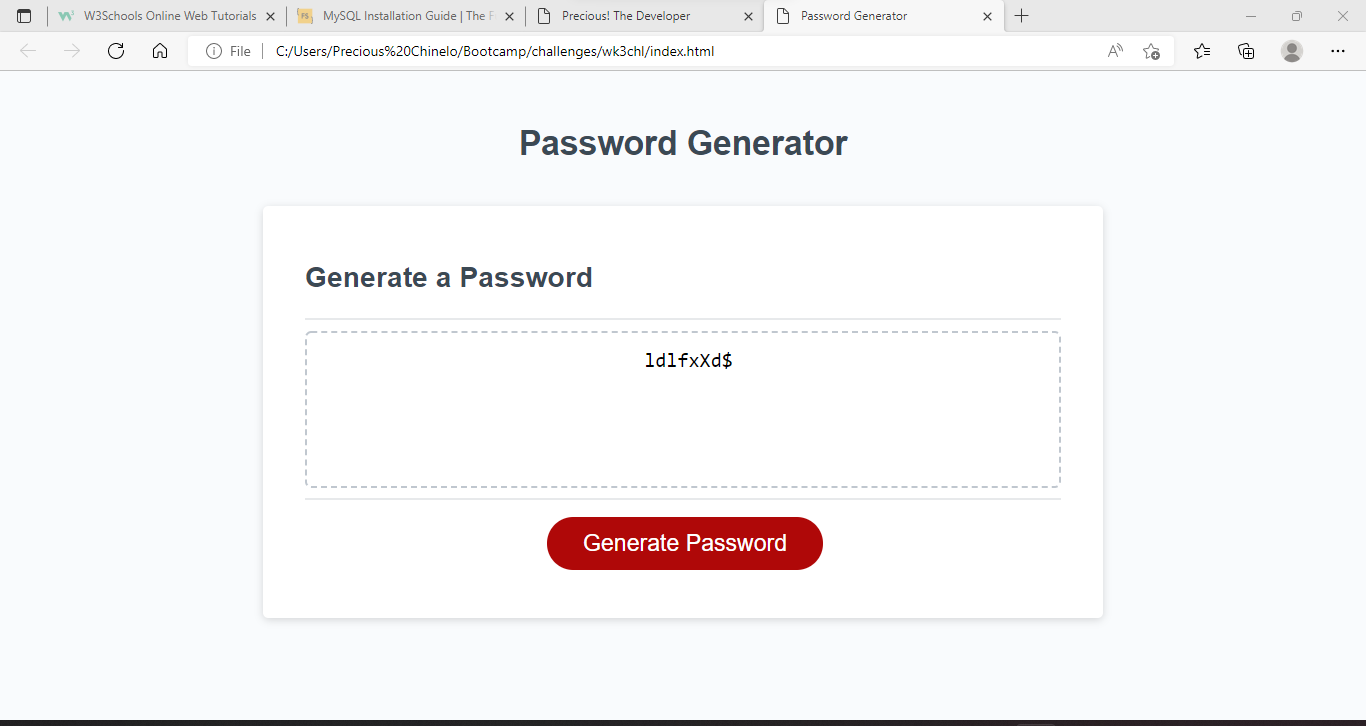 W3Schools Online Web Tutorials
MySQL Installation Guide | The F
Precious! The Developer
Password Generator
File
C:/Users/Precious%20Chinelo/Bootcamp/challenges/wk3chl/index.html
Password Generator
Generate a Password
ldlfxXd$
Generate Password